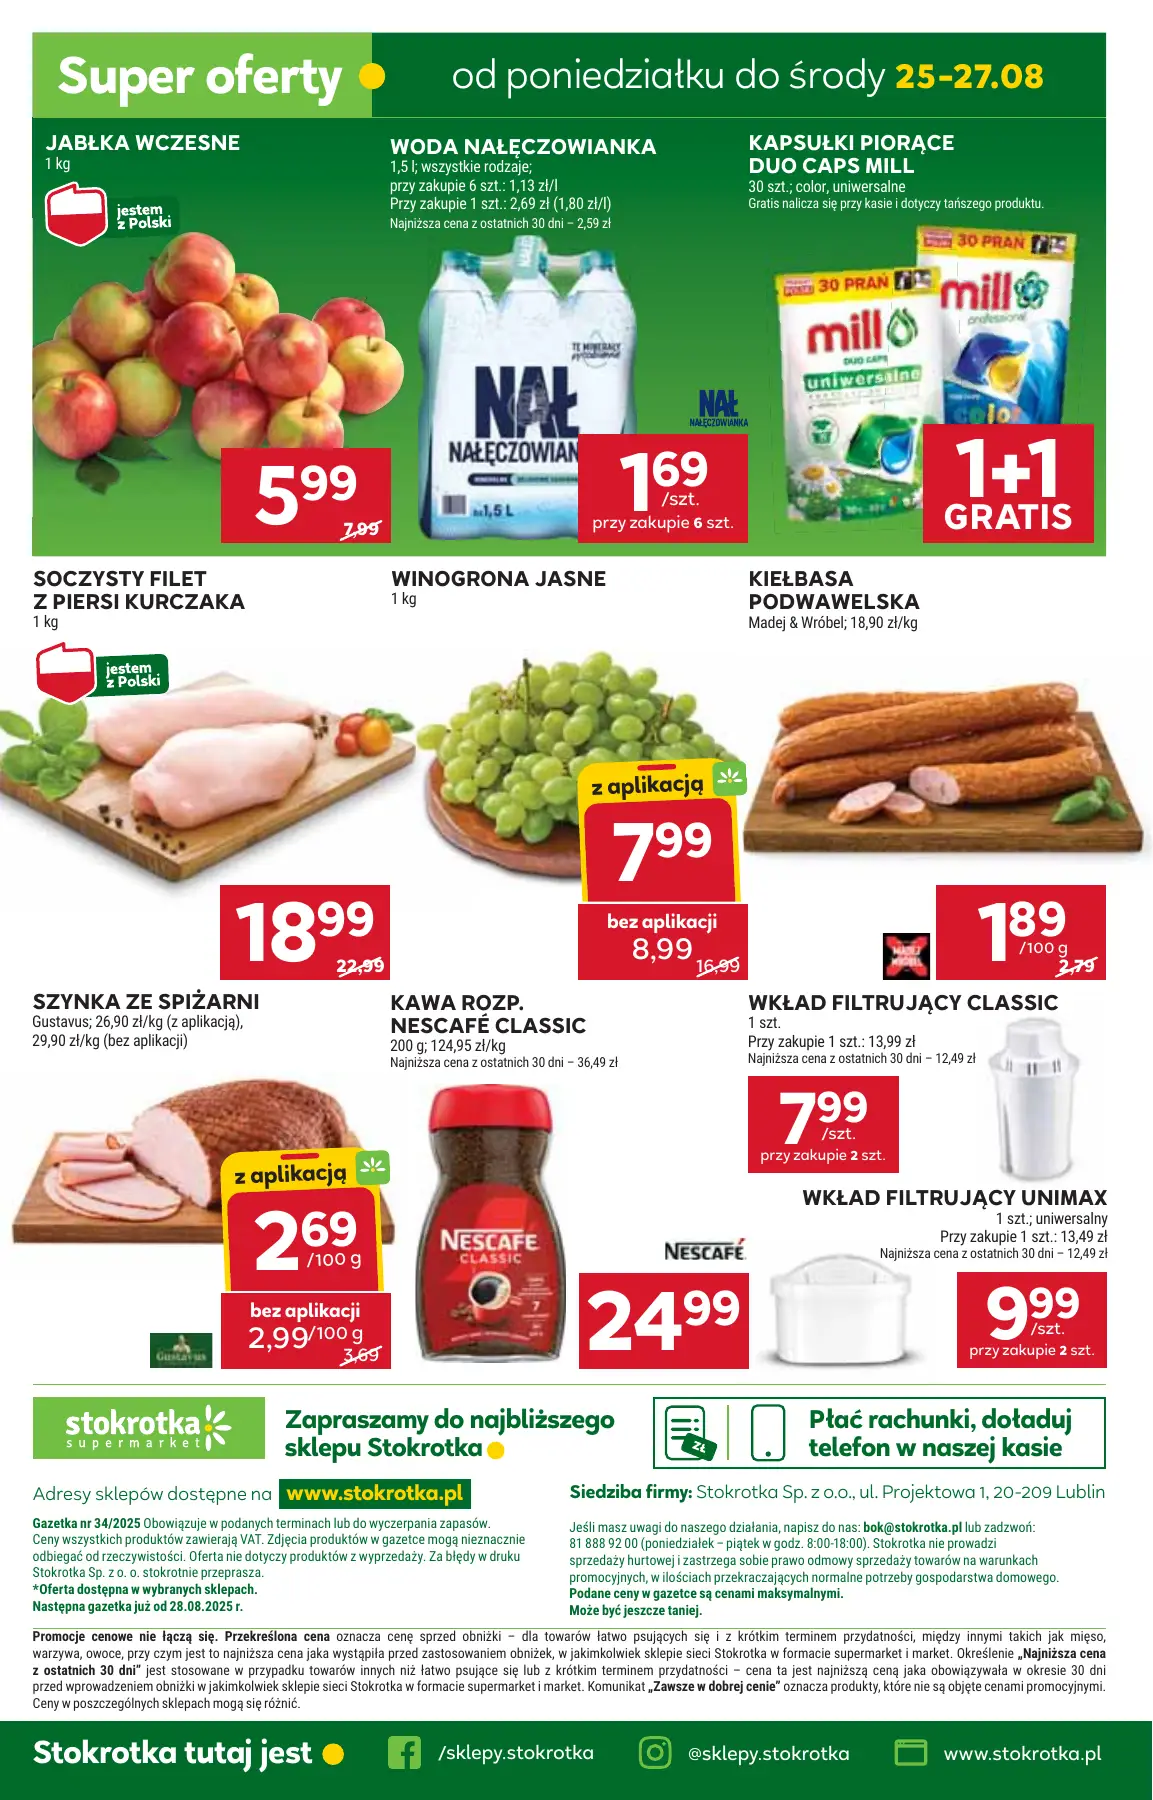 Super oferty
od poniedziałku do środy 25-27.08
JABŁKA WCZESNE
1 kg
jestem
z Polski
5 99
7,99
WODA NAŁĘCZOWIANKA
1,5 l; wszystkie rodzaje;
przy zakupie 6 szt.: 1,13 zł/l
Przy zakupie 1 szt.: 2,69 zł (1,80 zł/l)
Najniższa cena z ostatnich 30 dni – 2,59 zł
TE MINERAŁY
NAŁ
NAŁĘCZOWIAN
1,5 L
NAŁ
NAŁĘCZOWIANKA
1 69
/szt.
przy zakupie 6 szt.
KAPSUŁKI PIORĄCE
DUO CAPS MILL
30 szt.; color, uniwersalne
Gratis nalicza się przy kasie i dotyczy tańszego produktu.
30 PRAŃ
mill
professional
color
30 PRAŃ
mill
DUO CAPS
uniwersalne
1+1
GRATIS
SOCZYSTY FILET
Z PIERSI KURCZAKA
1 kg
jestem
z Polski
18 99
22,99
WINOGRONA JASNE
1 kg
z aplikacją
7 99
bez aplikacji
8,99
16,99
KIEŁBASA
PODWAWELSKA
Madej & Wróbel; 18,90 zł/kg
MADEJ
WRÓBEL
1 89
/100 g
2,79
SZYNKA ZE SPIŻARNI
Gustavus; 26,90 zł/kg (z aplikacją),
29,90 zł/kg (bez aplikacji)
z aplikacją
2 69
/100 g
bez aplikacji
2,99/100 g
3,69
Gustavus
KAWA ROZP.
NESCAFÉ CLASSIC
200 g; 124,95 zł/kg
Najniższa cena z ostatnich 30 dni – 36,49 zł
NESCAFÉ
CLASSIC
7
NESCAFÉ
24 99
WKŁAD FILTRUJĄCY CLASSIC
1 szt.
Przy zakupie 1 szt.: 13,99 zł
Najniższa cena z ostatnich 30 dni – 12,49 zł
7 99
/szt.
przy zakupie 2 szt.
WKŁAD FILTRUJĄCY UNIMAX
1 szt.; uniwersalny
Przy zakupie 1 szt.: 13,49 zł
Najniższa cena z ostatnich 30 dni – 12,49 zł
9 99
/szt.
przy zakupie 2 szt.
stokrotka
supermarket
Zapraszamy do najbliższego
sklepu Stokrotka
ZŁ
Płać rachunki, doładuj
telefon w naszej kasie
Adresy sklepów dostępne na www.stokrotka.pl
Gazetka nr 34/2025 Obowiązuje w podanych terminach lub do wyczerpania zapasów.
Ceny wszystkich produktów zawierają VAT. Zdjęcia produktów w gazetce mogą nieznacznie
odbiegać od rzeczywistości. Oferta nie dotyczy produktów z wyprzedaży. Za błędy w druku
Stokrotka Sp. z o. o. stokrotnie przeprasza.
*Oferta dostępna w wybranych sklepach.
Następna gazetka już od 28.08.2025 r.
Siedziba firmy: Stokrotka Sp. z o.o., ul. Projektowa 1, 20-209 Lublin
Jeśli masz uwagi do naszego działania, napisz do nas: bok@stokrotka.pl lub zadzwoń:
81 888 92 00 (poniedziałek – piątek w godz. 8:00-18:00). Stokrotka nie prowadzi
sprzedaży hurtowej i zastrzega sobie prawo odmowy sprzedaży towarów na warunkach
promocyjnych, w ilościach przekraczających normalne potrzeby gospodarstwa domowego.
Podane ceny w gazetce są cenami maksymalnymi.
Może być jeszcze taniej.
Promocje cenowe nie łączą się. Przekreślona cena oznacza cenę sprzed obniżki – dla towarów łatwo psujących się i z krótkim terminem przydatności, między innymi takich jak mięso,
warzywa, owoce, przy czym jest to najniższa cena jaka wystąpiła przed zastosowaniem obniżek, w jakimkolwiek sklepie sieci Stokrotka w formacie supermarket i market. Określenie „Najniższa cena
z ostatnich 30 dni” jest stosowane w przypadku towarów innych niż łatwo psujące się lub z krótkim terminem przydatności – cena ta jest najniższą ceną jaka obowiązywała w okresie 30 dni
przed wprowadzeniem obniżki w jakimkolwiek sklepie sieci Stokrotka w formacie supermarket i market. Komunikat „Zawsze w dobrej cenie” oznacza produkty, które nie są objęte cenami promocyjnymi.
Ceny w poszczególnych sklepach mogą się różnić.
Stokrotka tutaj jest
/sklepy.stokrotka
@sklepy.stokrotka
www.stokrotka.pl